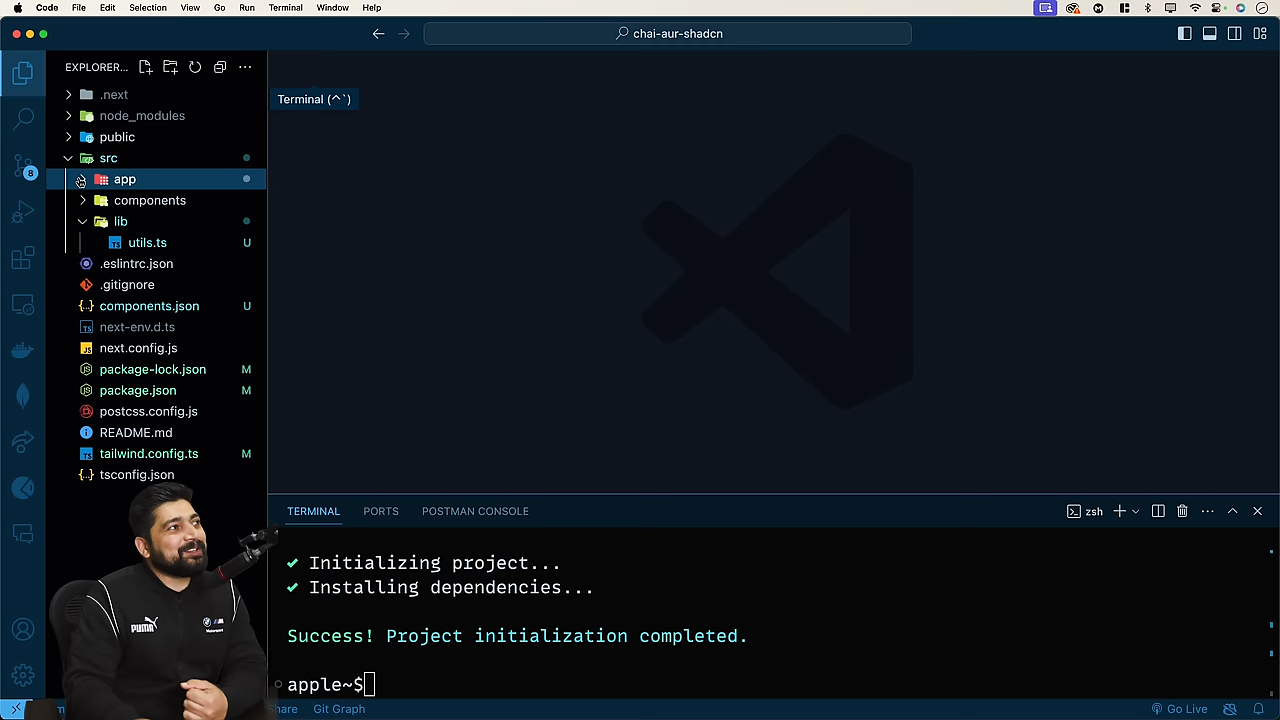 Code File Edit Selection View Go Run Terminal Window Help
chai-aur-shadcn
EXPLORER...
Terminal (^`)
.next
node_modules
public
src
app
components
lib
utils.ts U
.eslintrc.json
.gitignore
components.json U
next-env.d.ts
next.config.js
package-lock.json M
package.json M
postcss.config.js
README.md
tailwind.config.ts M
tsconfig.json
8
TERMINAL PORTS POSTMAN CONSOLE
zsh
✔ Initializing project...
✔ Installing dependencies...
Success! Project initialization completed.
apple~$
PUMA
Share Git Graph
Go Live